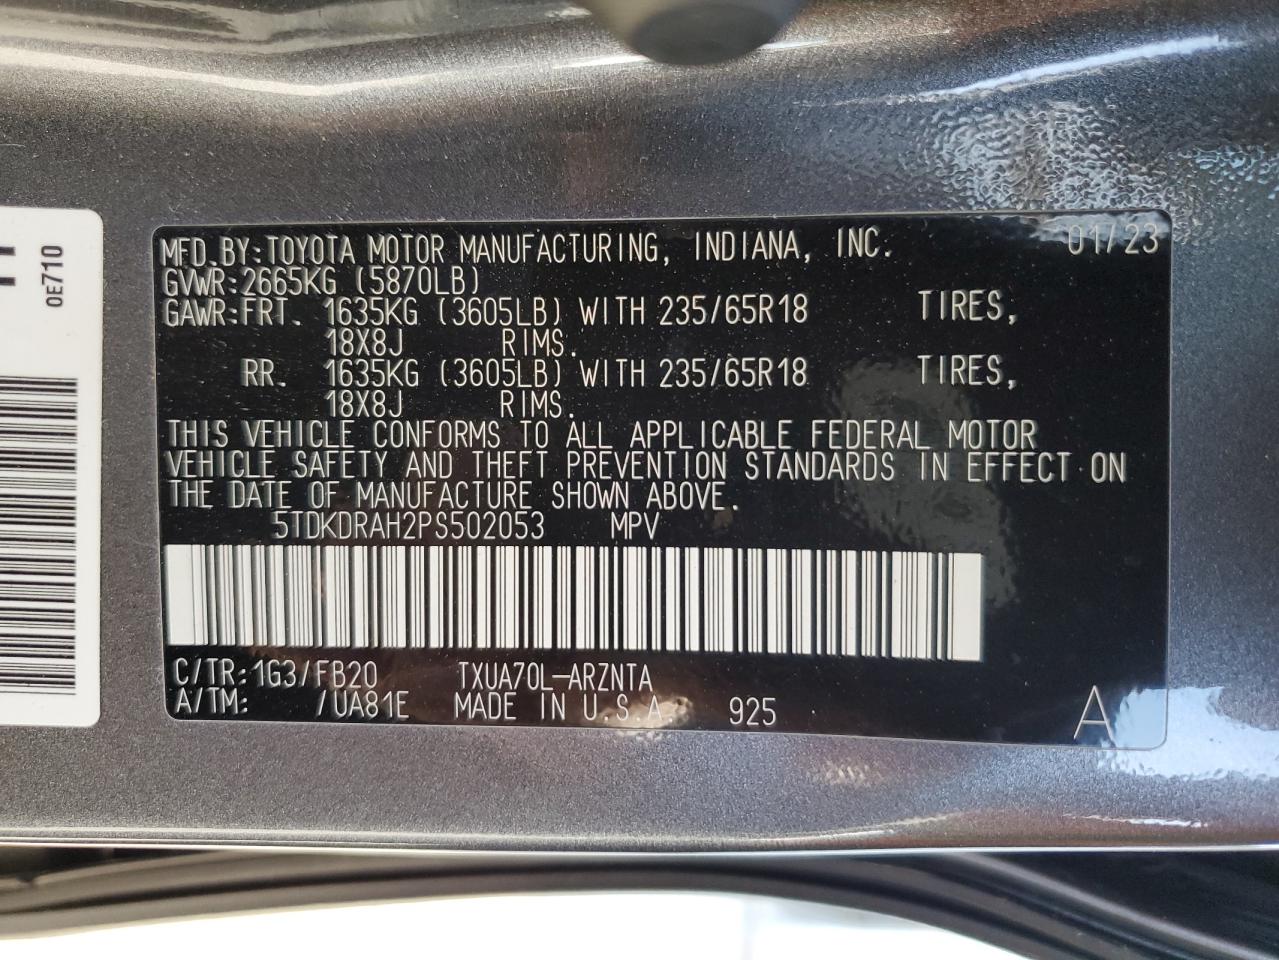 MFD.BY:TOYOTA MOTOR MANUFACTURING, INDIANA, INC. 01/23
GVWR:2665KG (5870LB)
GAWR:FRT. 1635KG (3605LB) WITH 235/65R18 TIRES,
18X8J RIMS.
RR. 1635KG (3605LB) WITH 235/65R18 TIRES,
18X8J RIMS.
THIS VEHICLE CONFORMS TO ALL APPLICABLE FEDERAL MOTOR
VEHICLE SAFETY AND THEFT PREVENTION STANDARDS IN EFFECT ON
THE DATE OF MANUFACTURE SHOWN ABOVE.
5TDKDRAH2PS502053 MPV
C/TR:1G3/FB20 TXUA70L-ARZNTA
A/TM: /UA81E MADE IN U.S.A. 925 A
0E710